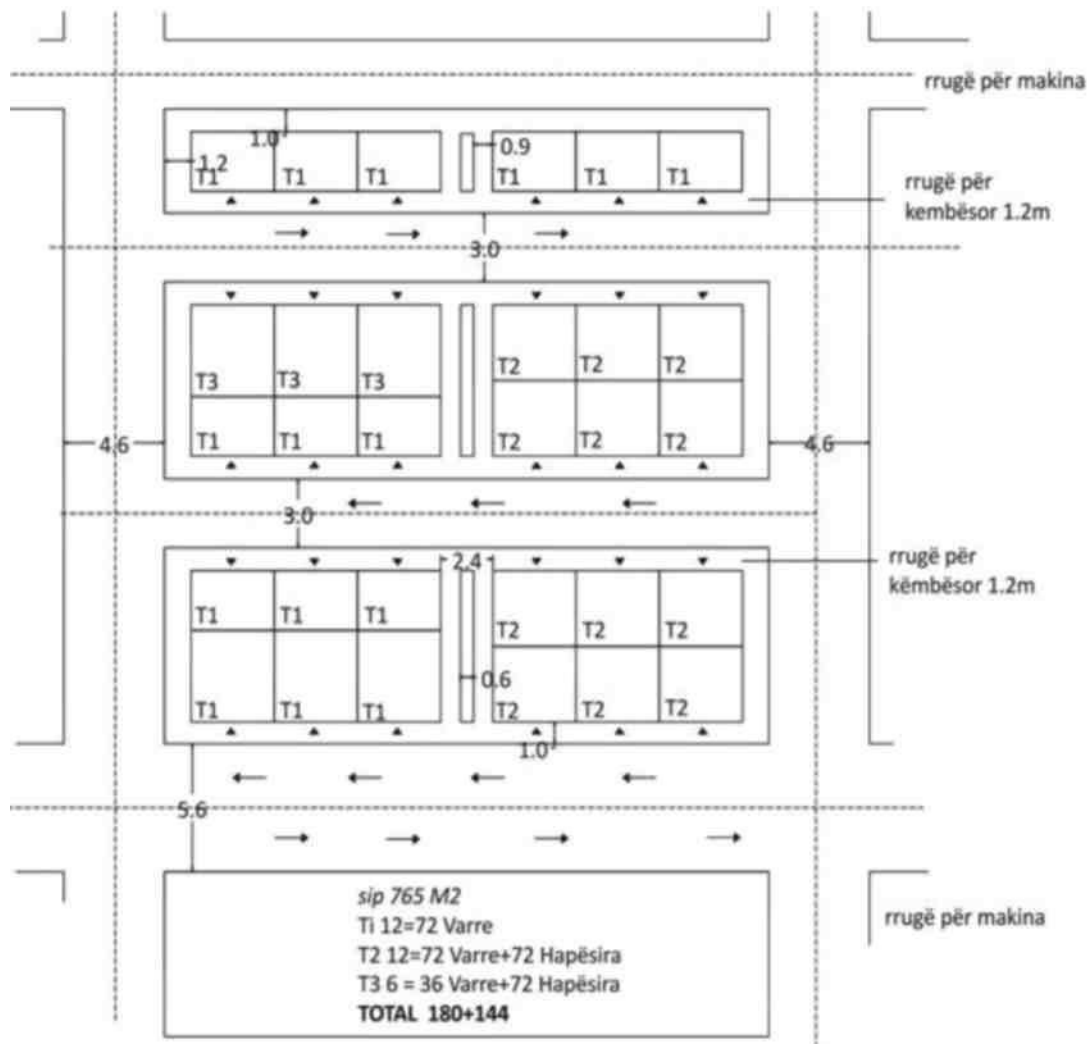 rrugë për makina
1.0
1.2
0.9
T1 T1 T1 T1 T1 T1
rrugë për
kembësor 1.2m
3.0
T3 T3 T3 T2 T2 T2
T1 T1 T1 T2 T2 T2
4.6 4.6
3.0
2.4
rrugë për
këmbësor 1.2m
T1 T1 T1 T2 T2 T2
0.6
T1 T1 T1 T2 T2 T2
1.0
5.6
sip 765 M2
Ti 12=72 Varre
T2 12=72 Varre+72 Hapësira
T3 6 = 36 Varre+72 Hapësira
TOTAL 180+144
rrugë për makina